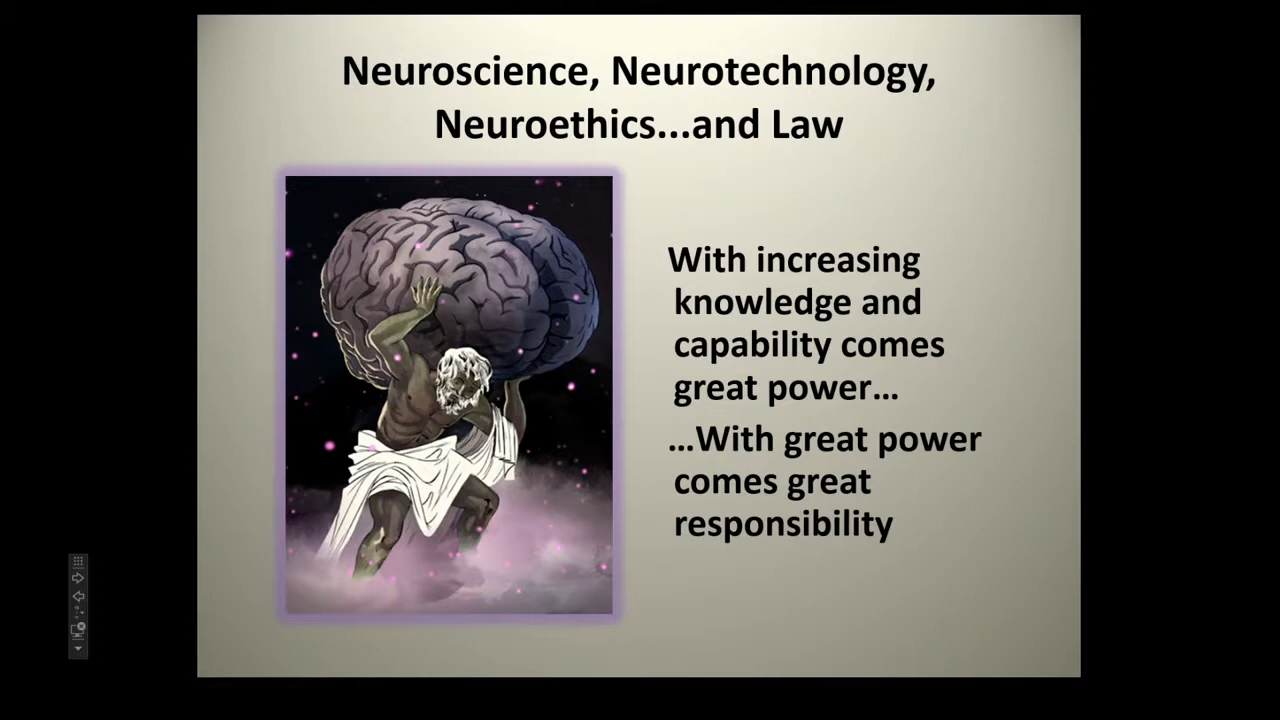 Neuroscience, Neurotechnology,
Neuroethics...and Law
With increasing
knowledge and
capability comes
great power…
…With great power
comes great
responsibility